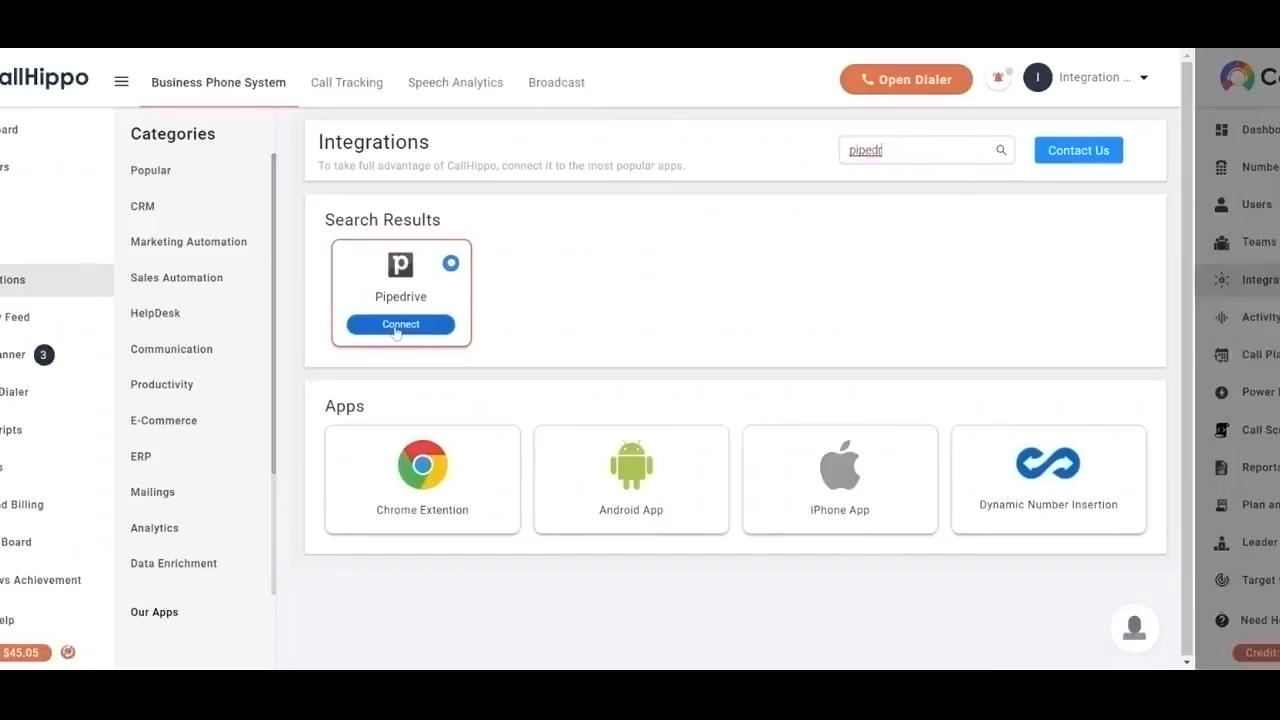 allHippo
Business Phone System
Call Tracking
Speech Analytics
Broadcast
Open Dialer
I
Integration ...
ard
rs
tions
Feed
nner
3
Dialer
ripts
s
d Billing
Board
vs Achievement
elp
$45.05
Categories
Popular
CRM
Marketing Automation
Sales Automation
HelpDesk
Communication
Productivity
E-Commerce
ERP
Mailings
Analytics
Data Enrichment
Our Apps
Integrations
To take full advantage of CallHippo, connect it to the most popular apps.
pipedr
Contact Us
Search Results
p
Pipedrive
Connect
Apps
Chrome Extention
Android App
iPhone App
Dynamic Number Insertion
C
Dashbo
Numbe
Users
Teams
Integra
Activity
Call Pla
Power
Call Scr
Reports
Plan an
Leader
Target
Need He
Credit: